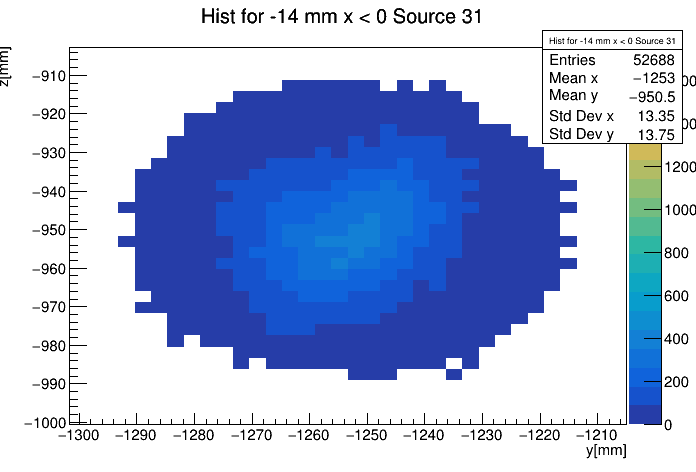 Hist for -14 mm x < 0 Source 31
z[mm]
Hist for -14 mm x < 0 Source 31
Entries 52688
Mean x −1253
Mean y −950.5
Std Dev x 13.35
Std Dev y 13.75
−910
−920
−930
−940
−950
−960
−970
−980
−990
−1000
1200
1000
800
600
400
200
0
−1300 −1290 −1280 −1270 −1260 −1250 −1240 −1230 −1220 −1210
y[mm]